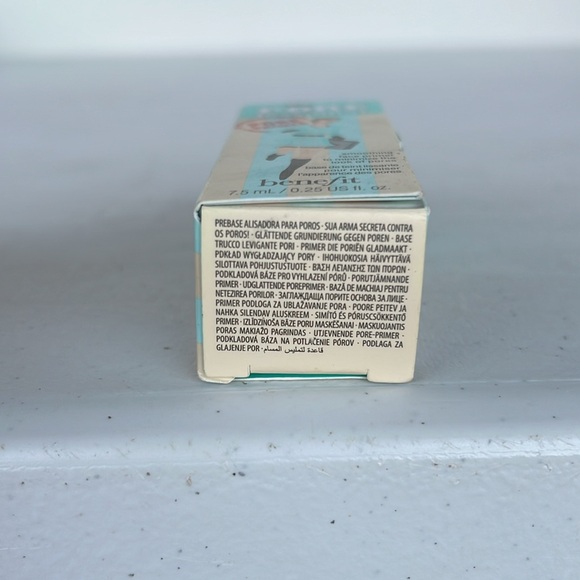 benefit
7.5 mL / 0.25 US fl. oz.
PREBASE ALISADORA PARA POROS · SUA ARMA SECRETA CONTRA
OS POROS! · GLÄTTENDE GRUNDIERUNG GEGEN POREN · BASE
TRUCCO LEVIGANTE PORI · PRIMER DIE PORIËN GLADMAAKT ·
PDKŁAD WYGŁADZAJĄCY PORY · IHOHUOKOSIA HÄIVYTTÄVÄ
SILOTTAVA POHJUSTUSTUOTE · ΒΑΣΗ ΛΕΙΑΝΣΗΣ ΤΩΝ ΠΟΡΩΝ ·
PODKLADOVÁ BÁZE PRO VYHLAZENÍ PÓRŮ · PORUTJÄMNANDE
PRIMER · UDGLATTENDE POREPRIMER · BAZĂ DE MACHIAJ PENTRU
NETEZIREA PORILOR · ЗАГЛАЖДАЩА ПОРИТЕ ОСНОВА ЗА ЛИЦЕ ·
PRIMER PODLOGA ZA UBLAŽAVANJE PORA · POORE PEITEV JA
NAHKA SILENDAV ALUSKREEM · SIMÍTÓ ÉS PÓRUSCSÖKKENTŐ
PRIMER · IZLĪDZINOŠA BĀZE PORU MASKĒŠANAI · MASKUOJANTIS
PORAS MAKIAŽO PAGRINDAS · UTJEVNENDE PORE-PRIMER ·
PODKLADOVÁ BÁZA NA POTLAČENIE PÓROV · PODLAGA ZA
GLAJENJE POR · قاعدة لتمليس المسام